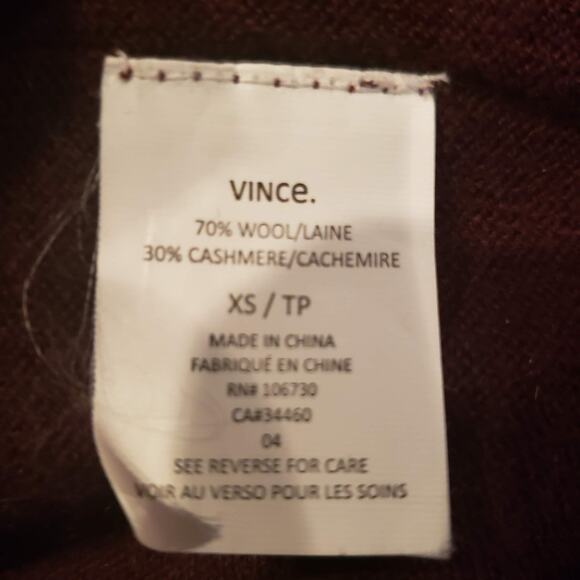 VINCe.
70% WOOL/LAINE
30% CASHMERE/CACHEMIRE
XS / TP
MADE IN CHINA
FABRIQUÉ EN CHINE
RN# 106730
CA#34460
04
SEE REVERSE FOR CARE
VOIR AU VERSO POUR LES SOINS